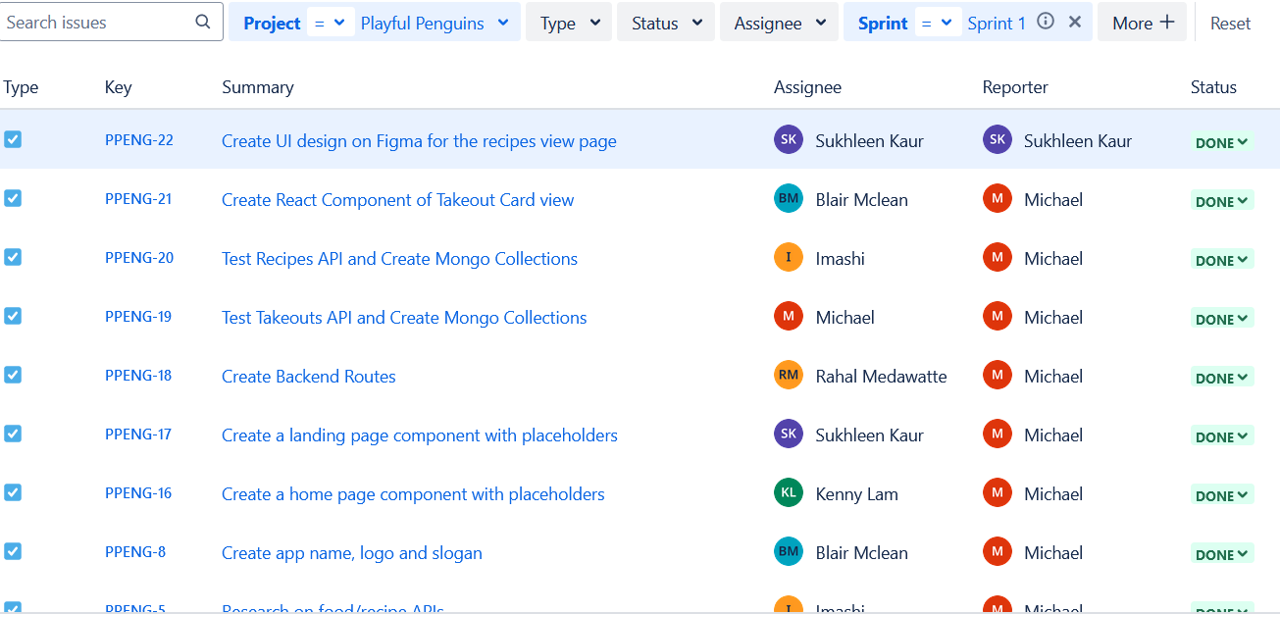 Search issues Project = Playful Penguins Type Status Assignee Sprint = Sprint 1 More + Reset
Type Key Summary Assignee Reporter Status
PPENG-22 Create UI design on Figma for the recipes view page SK Sukhleen Kaur SK Sukhleen Kaur DONE
PPENG-21 Create React Component of Takeout Card view BM Blair Mclean M Michael DONE
PPENG-20 Test Recipes API and Create Mongo Collections I Imashi M Michael DONE
PPENG-19 Test Takeouts API and Create Mongo Collections M Michael M Michael DONE
PPENG-18 Create Backend Routes RM Rahal Medawatte M Michael DONE
PPENG-17 Create a landing page component with placeholders SK Sukhleen Kaur M Michael DONE
PPENG-16 Create a home page component with placeholders KL Kenny Lam M Michael DONE
PPENG-8 Create app name, logo and slogan BM Blair Mclean M Michael DONE
PPENG-5 Research on food/recipe APIs I Imashi M Michael DONE